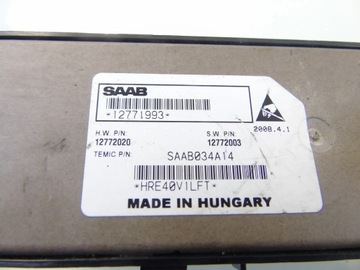 SAAB
*12771993*
2008.4.1
H.W. P/N: S.W. P/N:
12772020 12772003
TEMIC P/N: SAAB034A14
*HRE40V1LFT*
MADE IN HUNGARY